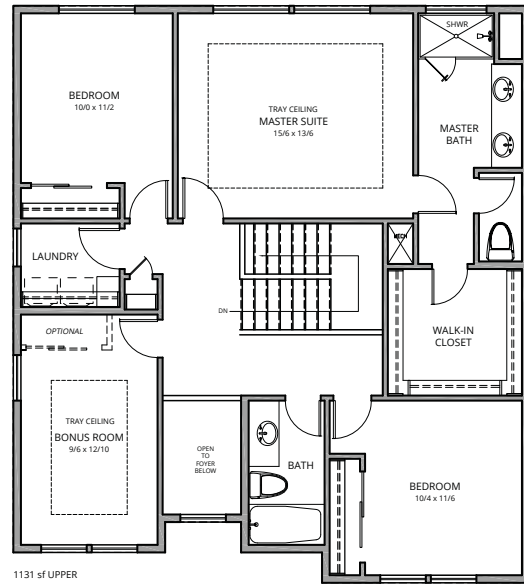 SHWR
BEDROOM
10/0 x 11/2
TRAY CEILING
MASTER SUITE
15/6 x 13/6
MASTER
BATH
LAUNDRY
MECH
DN
OPTIONAL
WALK-IN
CLOSET
TRAY CEILING
BONUS ROOM
9/6 x 12/10
OPEN
TO
FOYER
BELOW
BATH
BEDROOM
10/4 x 11/6
1131 sf UPPER